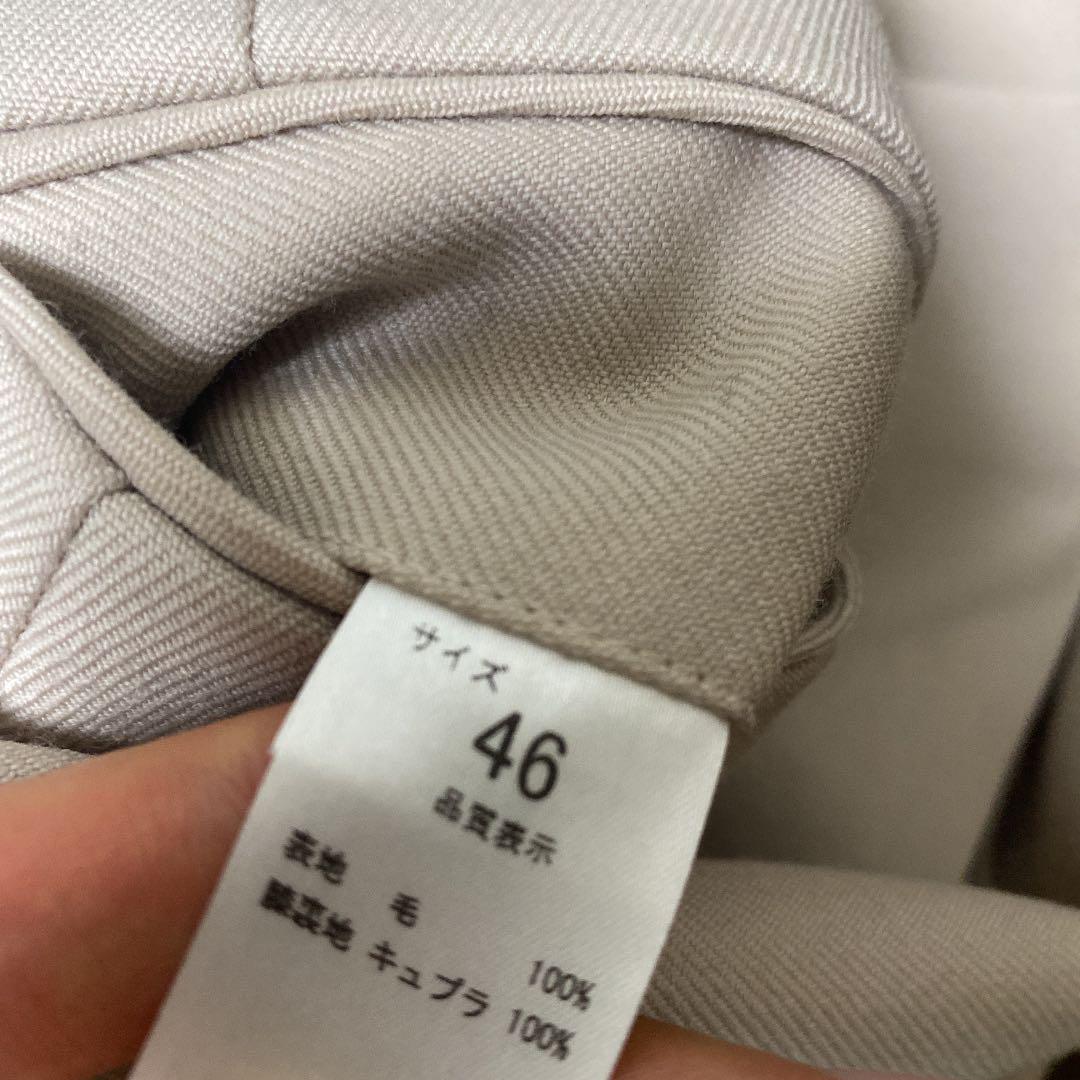 サイズ
46
品質表示
表地 毛 100%
膝裏地 キュプラ 100%